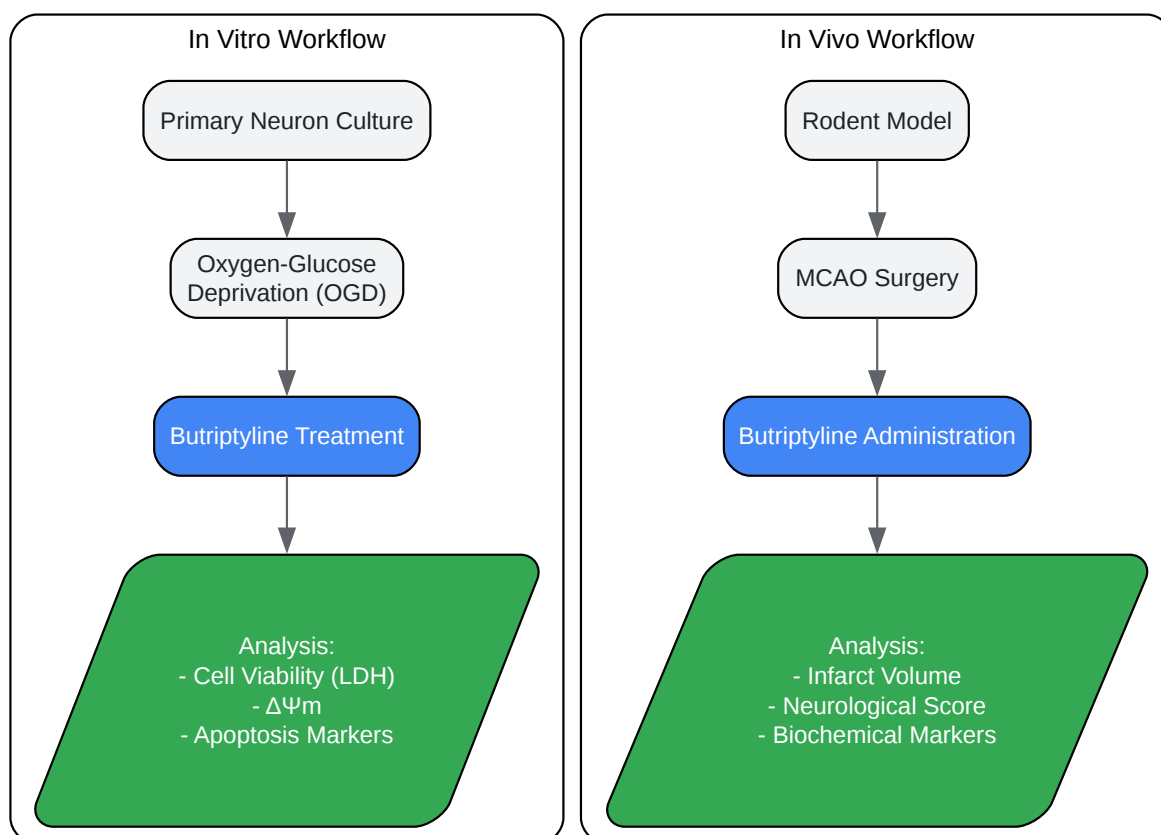 In Vitro Workflow
Primary Neuron Culture
Oxygen-Glucose
Deprivation (OGD)
Butriptyline Treatment
Analysis:
- Cell Viability (LDH)
- ΔΨm
- Apoptosis Markers
In Vivo Workflow
Rodent Model
MCAO Surgery
Butriptyline Administration
Analysis:
- Infarct Volume
- Neurological Score
- Biochemical Markers